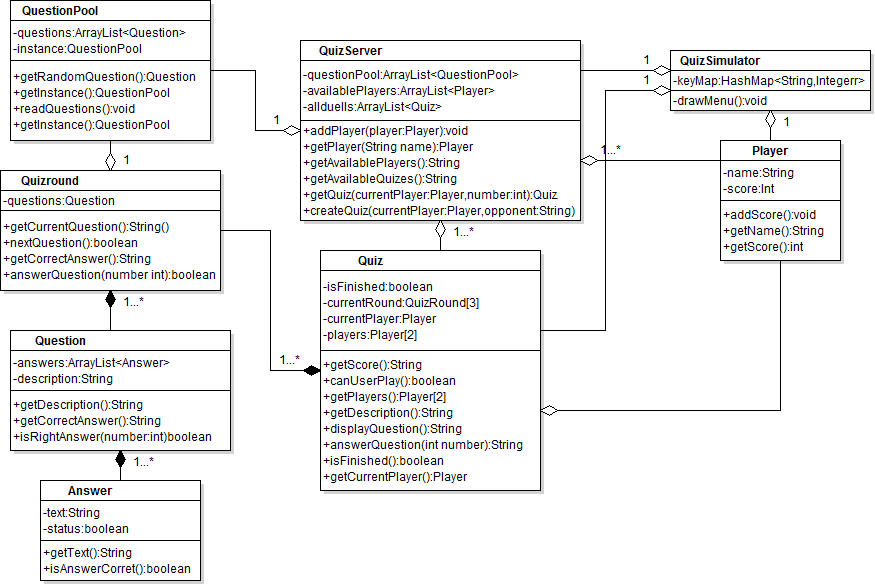 QuestionPool
-questions:ArrayList<Question>
-instance:QuestionPool
+getRandomQuestion():Question
+getInstance():QuestionPool
+readQuestions():void
+getInstance():QuestionPool
1
1
QuizServer
-questionPool:ArrayList<QuestionPool>
-availablePlayers:ArrayList<Player>
-allduells:ArrayList<Quiz>
+addPlayer(player:Player):void
+getPlayer(String name):Player
+getAvailablePlayers():String
+getAvailableQuizes():String
+getQuiz(currentPlayer:Player,number:int):Quiz
+createQuiz(currentPlayer:Player,opponent:String)
1
1
1...*
1...*
QuizSimulator
-keyMap:HashMap<String,Integerr>
-drawMenu():void
1
Player
-name:String
-score:Int
+addScore():void
+getName():String
+getScore():int
Quizround
-questions:Question
+getCurrentQuestion():String()
+nextQuestion():boolean
+getCorrectAnswer():String
+answerQuestion(number int):boolean
1...*
1...*
Quiz
-isFinished:boolean
-currentRound:QuizRound[3]
-currentPlayer:Player
-players:Player[2]
+getScore():String
+canUserPlay():boolean
+getPlayers():Player[2]
+getDescription():String
+displayQuestion():String
+answerQuestion(int number):String
+isFinished():boolean
+getCurrentPlayer():Player
Question
-answers:ArrayList<Answer>
-description:String
+getDescription():String
+getCorrectAnswer():String
+isRightAnswer(number:int)boolean
1...*
Answer
-text:String
-status:boolean
+getText():String
+isAnswerCorret():boolean